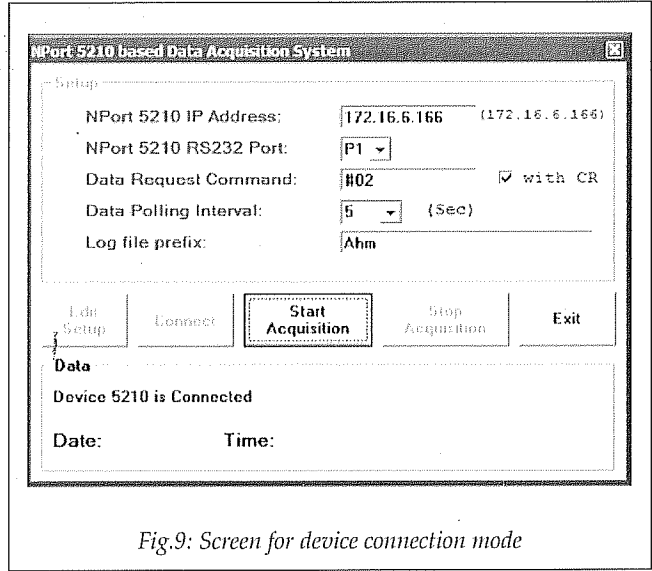 NPort 5210 based Data Acquisition System
Setup
NPort 5210 IP Address: 172.16.6.166 (172.16.6.166)
NPort 5210 RS232 Port: P1
Data Request Command: #02 with CR
Data Polling Interval: 5 (Sec)
Log file prefix: Ahm
Edit Setup Connect Start Acquisition Stop Acquisition Exit
Data
Device 5210 is Connected
Date: Time:
Fig.9: Screen for device connection mode